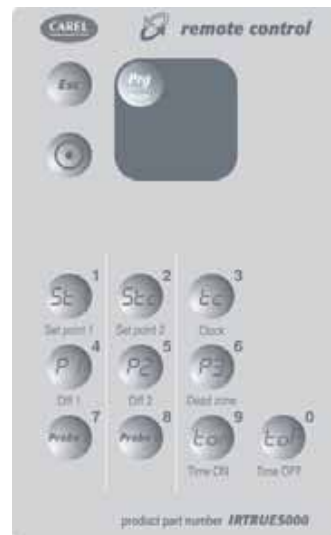 CAREL remote control
Esc
Prg
1 2 3
St St2 tc
Set point 1 Set point 2 Clock
4 5 6
P1 P2 P3
Diff 1 Diff 2 Dead zone
7 8 9 0
Probe Probe ton tof
Time ON Time OFF
product part number IRTRUES000